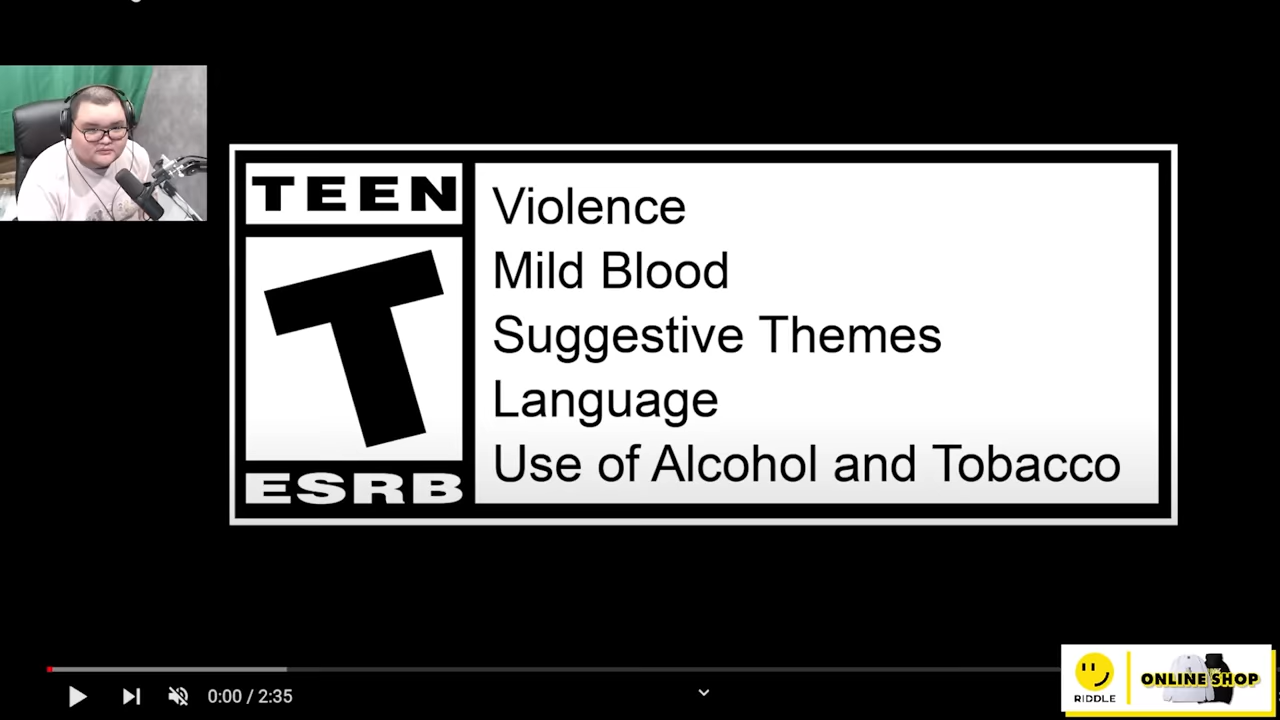 TEEN
T
ESRB
Violence
Mild Blood
Suggestive Themes
Language
Use of Alcohol and Tobacco
0:00 / 2:35
RIDDLE
ONLINE SHOP